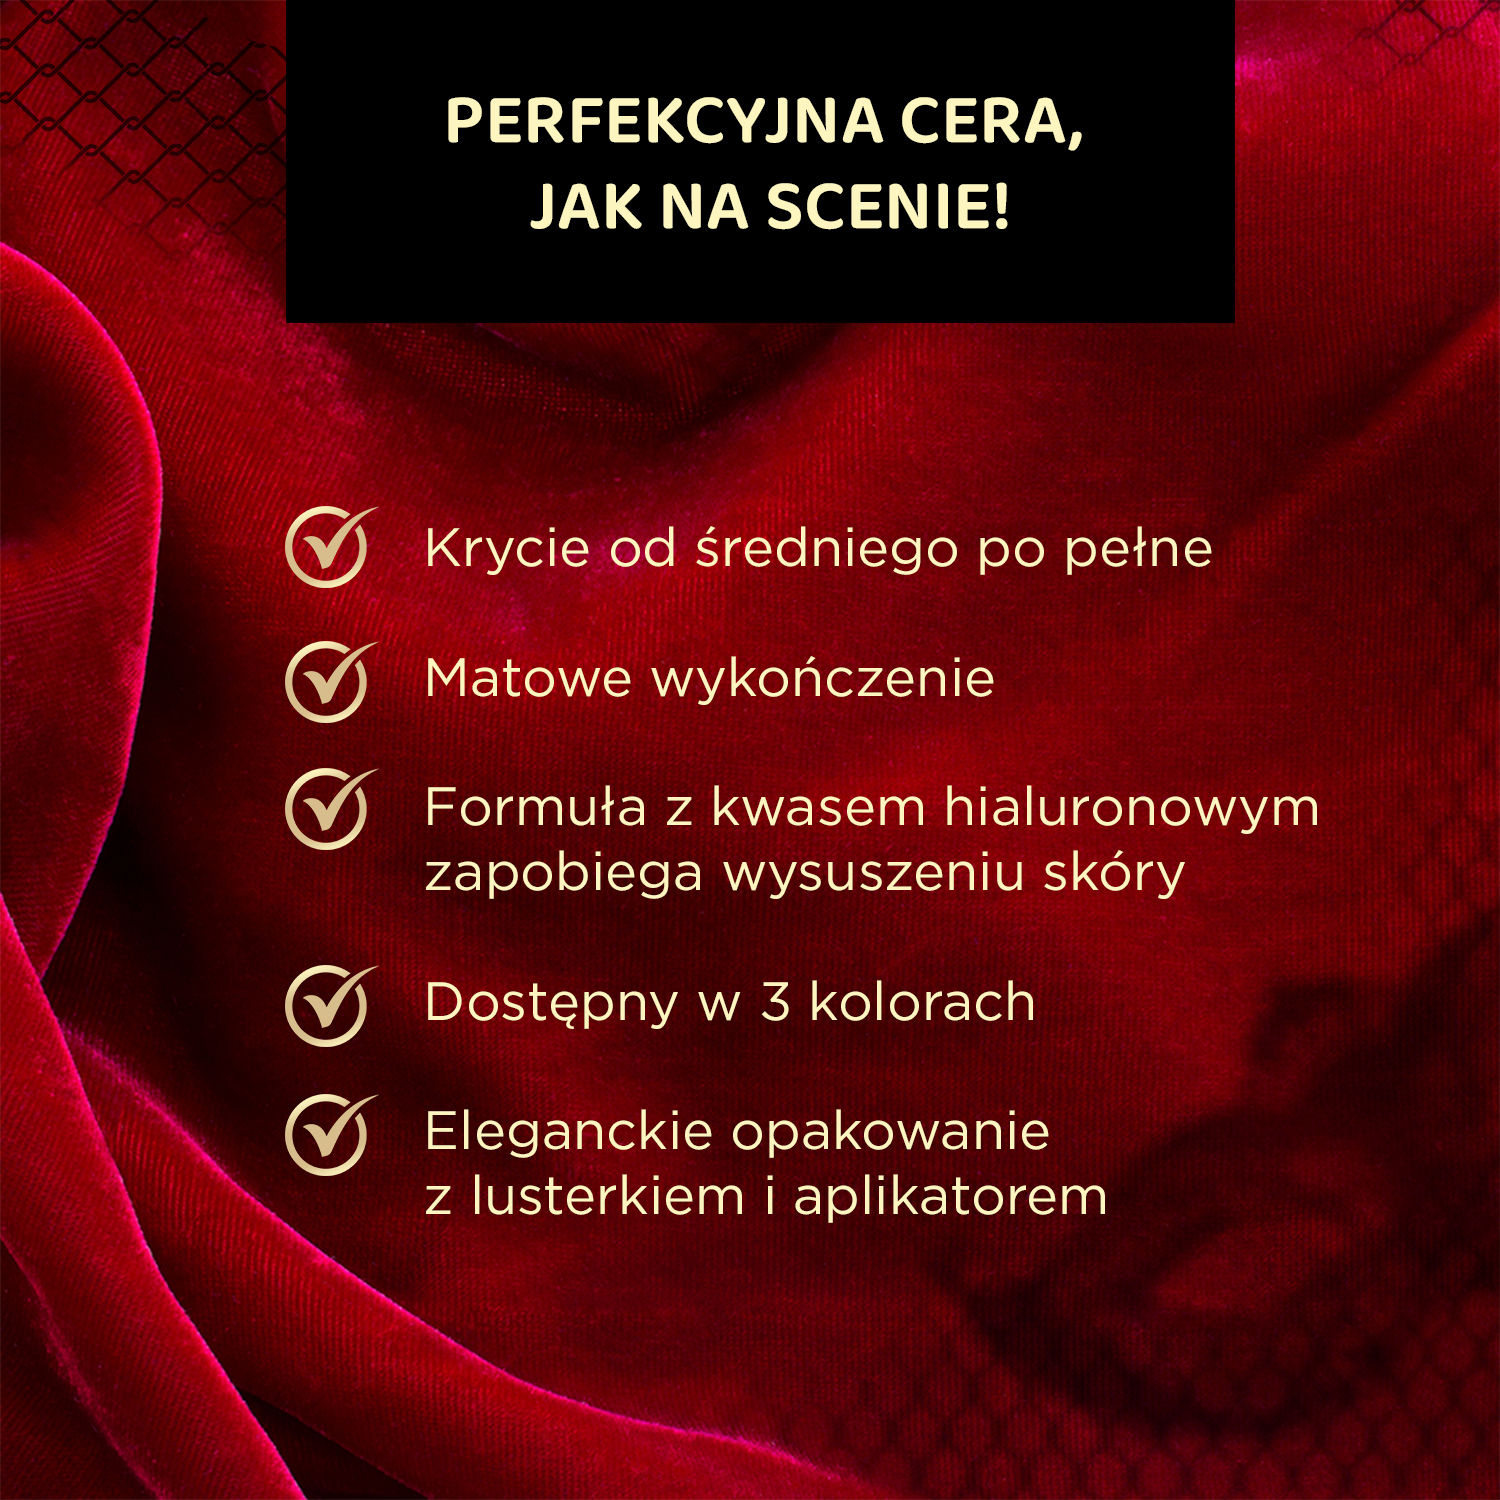 PERFEKCYJNA CERA,
JAK NA SCENIE!
Krycie od średniego po pełne
Matowe wykończenie
Formuła z kwasem hialuronowym
zapobiega wysuszeniu skóry
Dostępny w 3 kolorach
Eleganckie opakowanie
z lusterkiem i aplikatorem